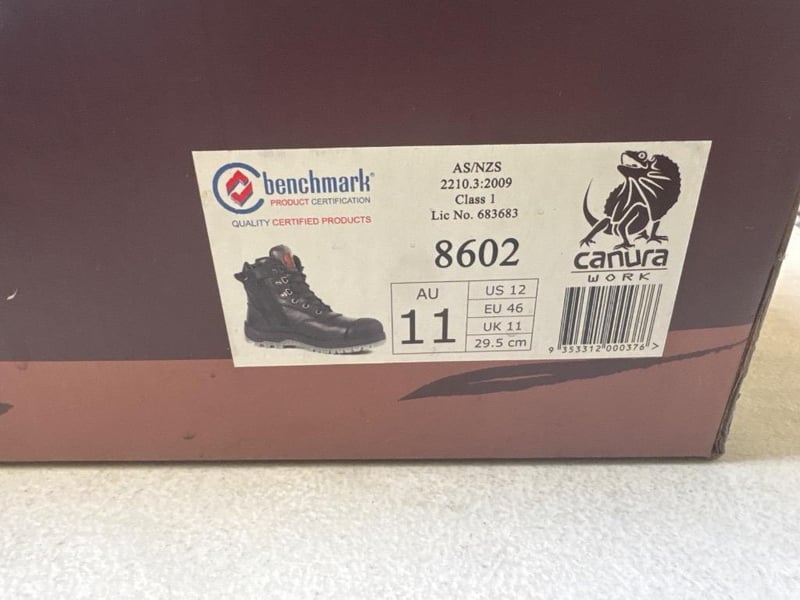 benchmark®
PRODUCT CERTIFICATION
QUALITY CERTIFIED PRODUCTS
AS/NZS
2210.3:2009
Class 1
Lic No. 683683
8602
AU
11
US 12
EU 46
UK 11
29.5 cm
canura
WORK
9 353312 000376 >